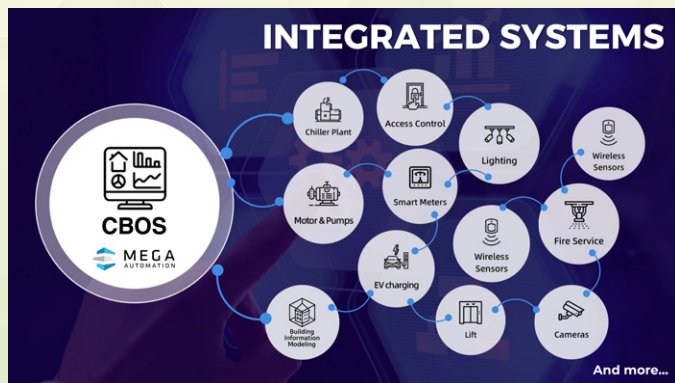 INTEGRATED SYSTEMS
Chiller Plant
Access Control
Lighting
Wireless
Sensors
CBOS
MEGA
AUTOMATION
Motor & Pumps
Smart Meters
Wireless
Sensors
Fire Service
EV charging
Building
Information
Modeling
Lift
Cameras
And more...